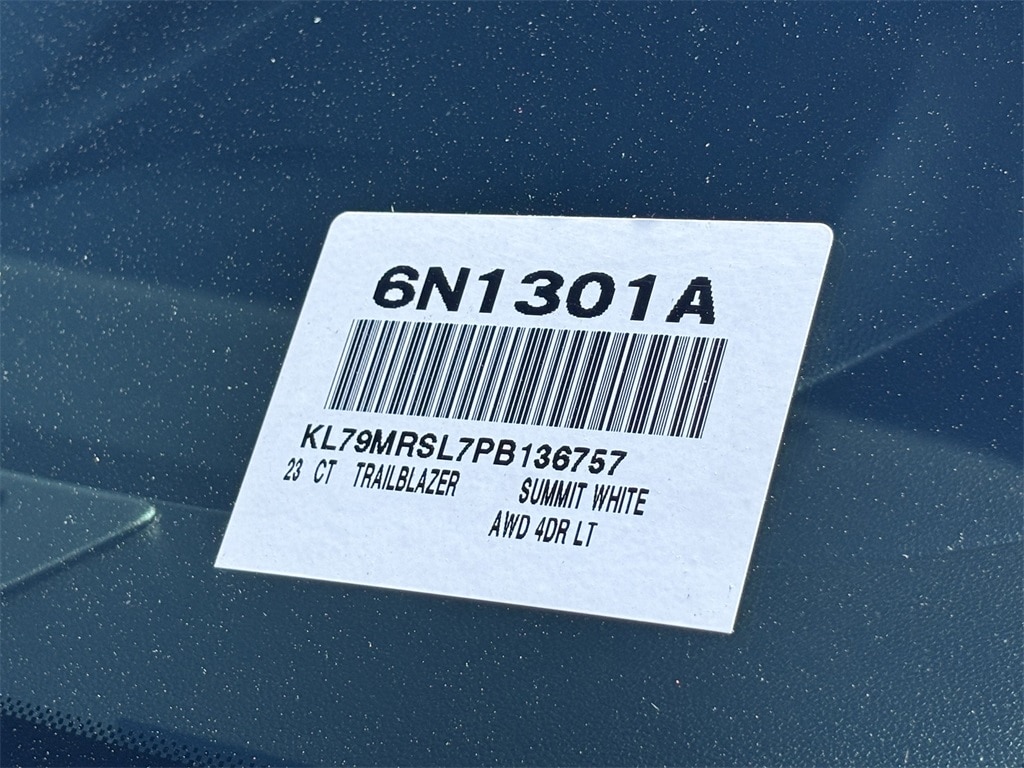 6N1301A
KL79MRSL7PB136757
23 CT TRAILBLAZER SUMMIT WHITE
AWD 4DR LT